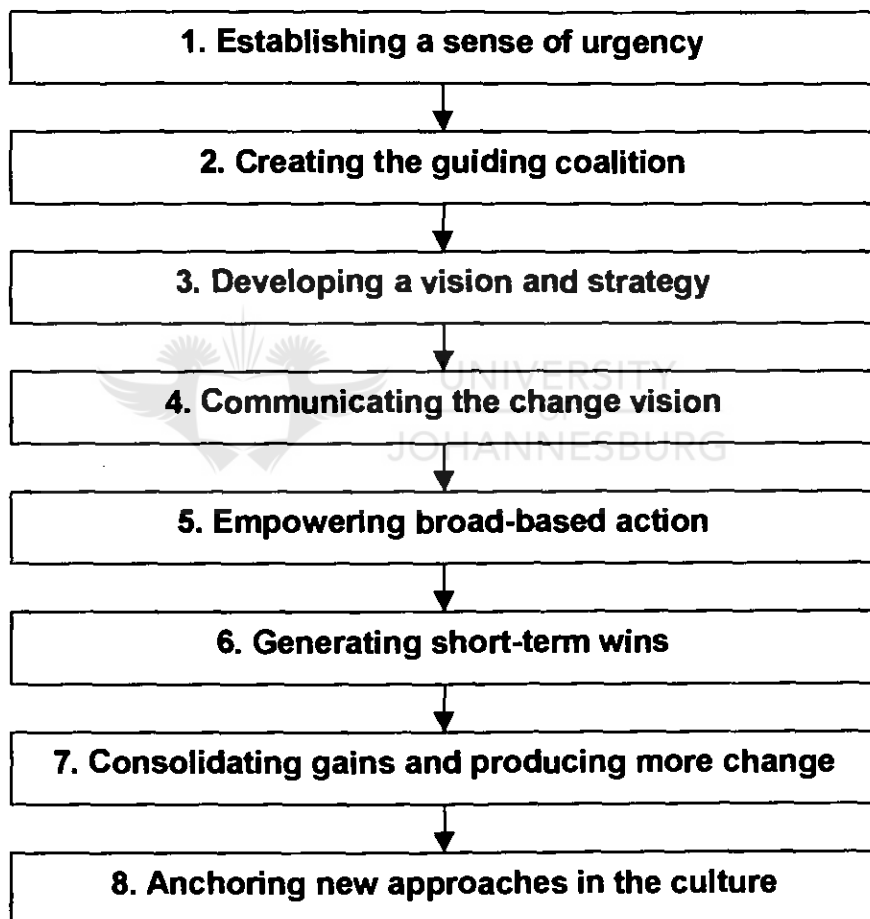 1. Establishing a sense of urgency
2. Creating the guiding coalition
3. Developing a vision and strategy
UNIVERSITY
4. Communicating the change vision
OF
JOHANNESBURG
5. Empowering broad-based action
6. Generating short-term wins
7. Consolidating gains and producing more change
8. Anchoring new approaches in the culture